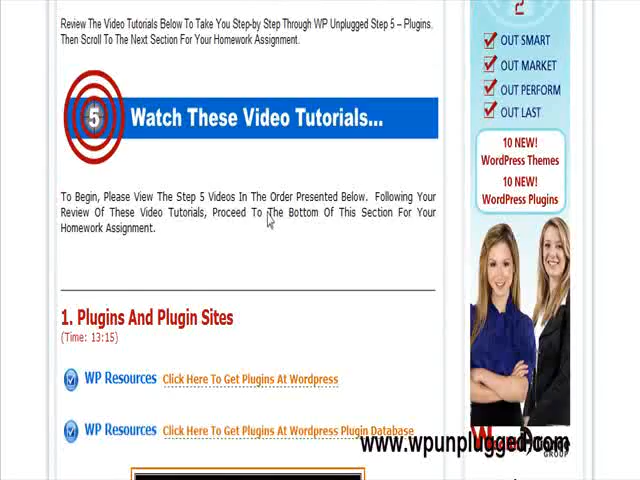 Review The Video Tutorials Below To Take You Step-by Step Through WP Unplugged Step 5 – Plugins.
Then Scroll To The Next Section For Your Homework Assignment.
5 Watch These Video Tutorials...
To Begin, Please View The Step 5 Videos In The Order Presented Below. Following Your
Review Of These Video Tutorials, Proceed To The Bottom Of This Section For Your
Homework Assignment.
1. Plugins And Plugin Sites
(Time: 13:15)
WP Resources Click Here To Get Plugins At Wordpress
WP Resources Click Here To Get Plugins At Wordpress Plugin Database
2
OUT SMART
OUT MARKET
OUT PERFORM
OUT LAST
10 NEW!
WordPress Themes
10 NEW!
WordPress Plugins
www.wpunplugged.com
GROUP